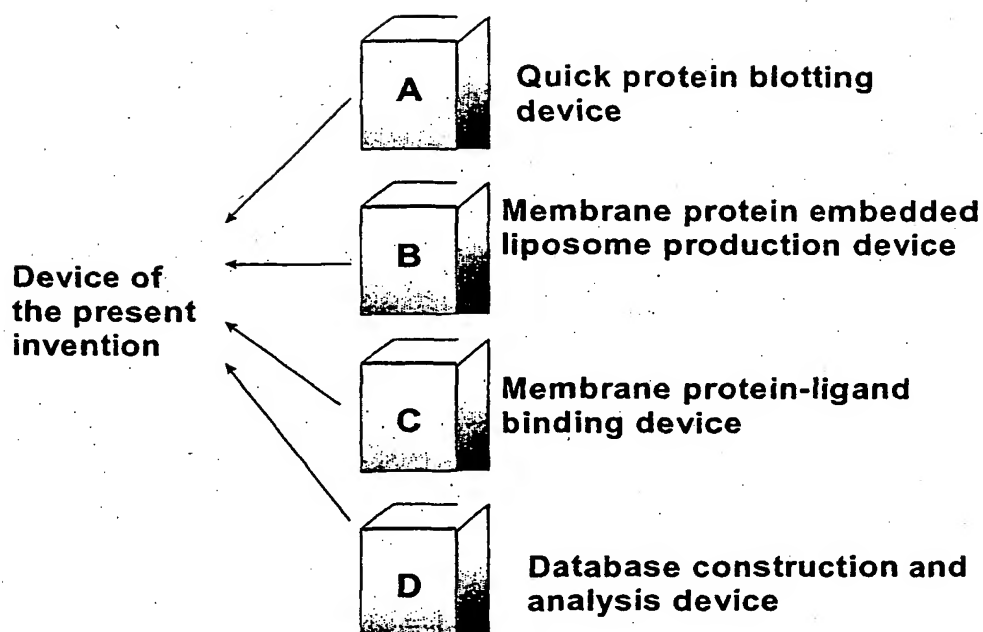 A
Quick protein blotting
device
B
Membrane protein embedded
liposome production device
Device of
the present
invention
C
Membrane protein-ligand
binding device
D
Database construction and
analysis device